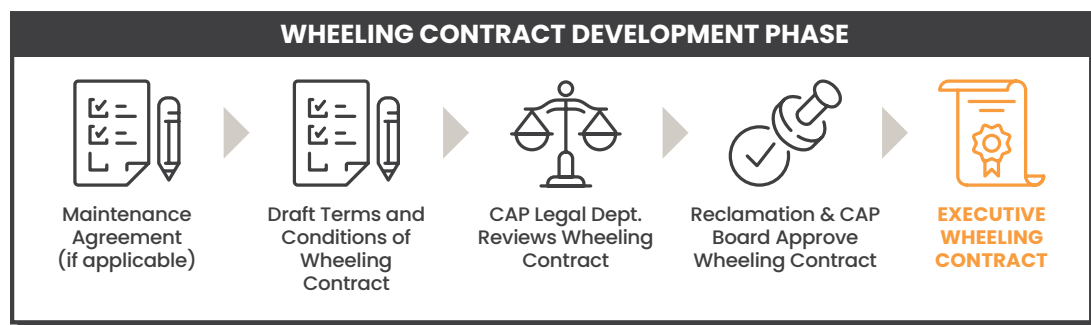 WHEELING CONTRACT DEVELOPMENT PHASE
Maintenance
Agreement
(if applicable)
Draft Terms and
Conditions of
Wheeling
Contract
CAP Legal Dept.
Reviews Wheeling
Contract
Reclamation & CAP
Board Approve
Wheeling Contract
EXECUTIVE
WHEELING
CONTRACT